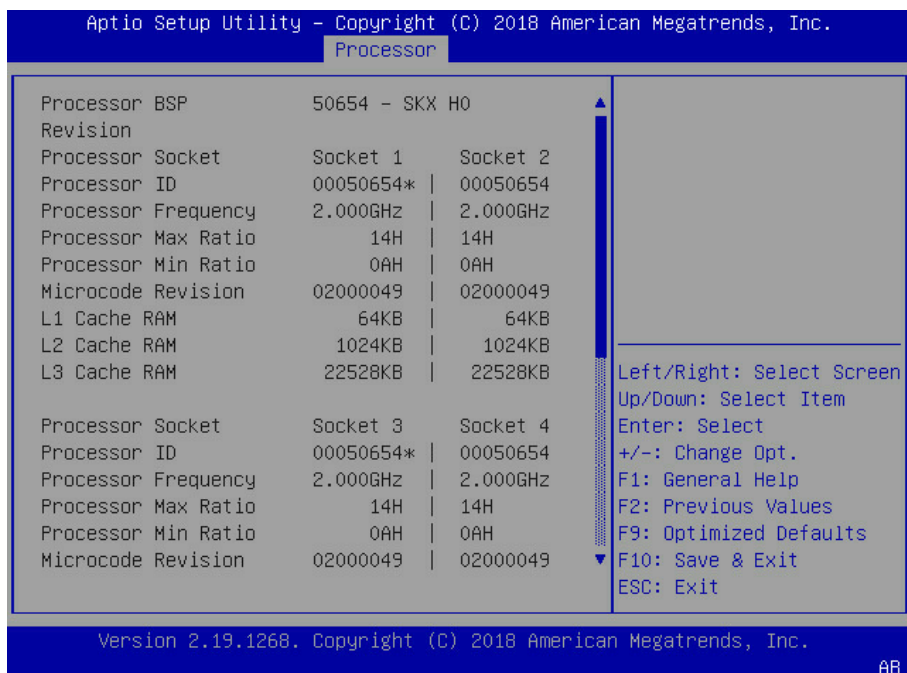 Aptio Setup Utility – Copyright (C) 2018 American Megatrends, Inc.
Processor
Processor BSP 50654 – SKX H0
Revision
Processor Socket Socket 1 Socket 2
Processor ID 00050654* | 00050654
Processor Frequency 2.000GHz | 2.000GHz
Processor Max Ratio 14H | 14H
Processor Min Ratio 0AH | 0AH
Microcode Revision 02000049 | 02000049
L1 Cache RAM 64KB | 64KB
L2 Cache RAM 1024KB | 1024KB
L3 Cache RAM 22528KB | 22528KB
Processor Socket Socket 3 Socket 4
Processor ID 00050654* | 00050654
Processor Frequency 2.000GHz | 2.000GHz
Processor Max Ratio 14H | 14H
Processor Min Ratio 0AH | 0AH
Microcode Revision 02000049 | 02000049
Left/Right: Select Screen
Up/Down: Select Item
Enter: Select
+/-: Change Opt.
F1: General Help
F2: Previous Values
F9: Optimized Defaults
F10: Save & Exit
ESC: Exit
Version 2.19.1268. Copyright (C) 2018 American Megatrends, Inc.
AB